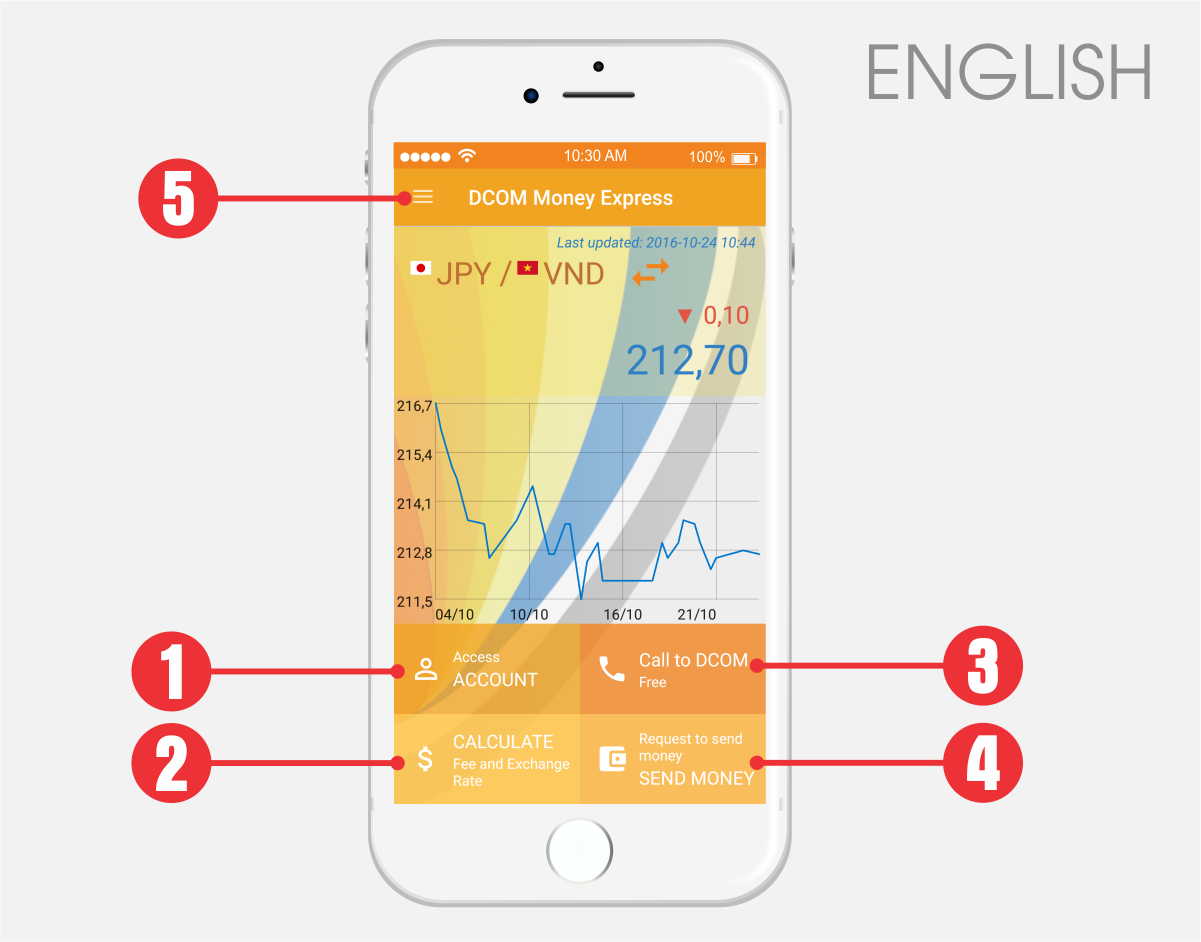 ENGLISH
10:30 AM
100%
5
DCOM Money Express
Last updated: 2016-10-24 10:44
JPY / VND
▼ 0,10
212,70
216,7
215,4
214,1
212,8
211,5
04/10 10/10 16/10 21/10
1
Access
ACCOUNT
Call to DCOM
Free
3
2
CALCULATE
Fee and Exchange
Rate
Request to send
money
SEND MONEY
4